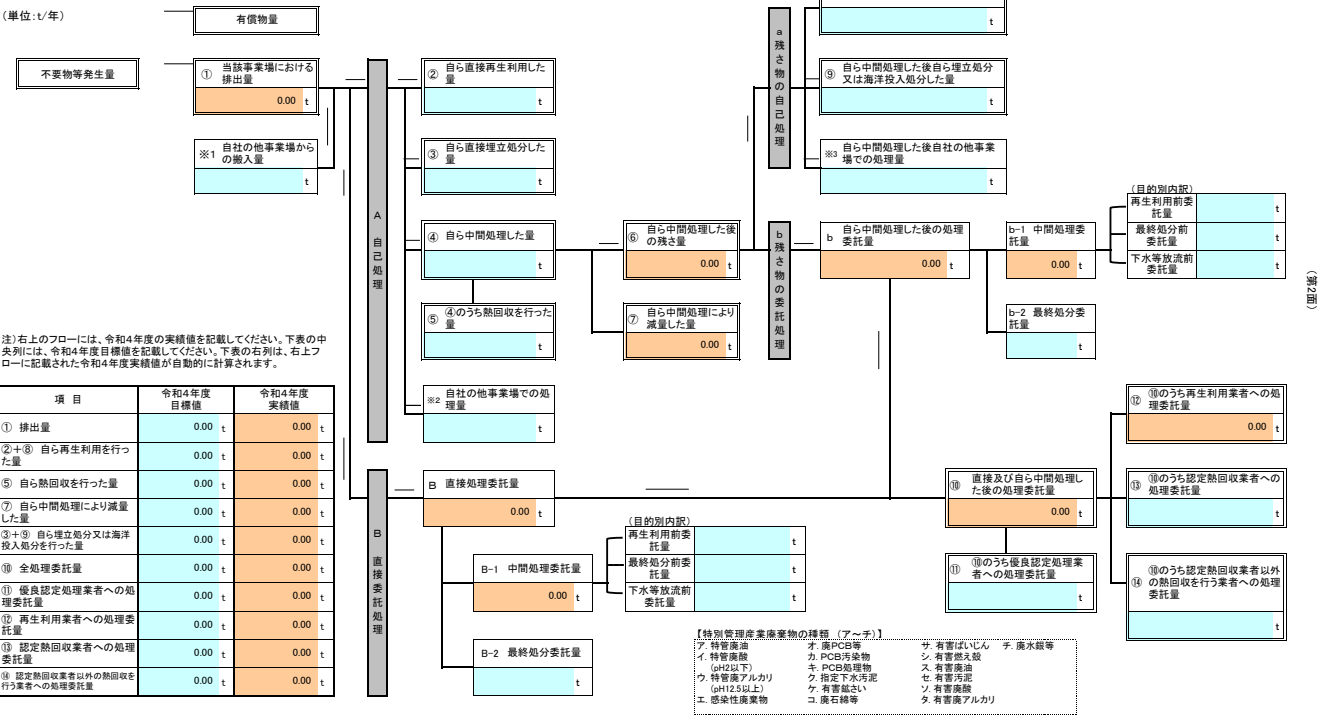 (単位:t/年)
有償物量
t
不要物等発生量
① 当該事業場における
排出量
0.00 t
※1 自社の他事業場から
の搬入量
t
A 自己処理
② 自ら直接再生利用した
量
t
③ 自ら直接埋立処分した
量
t
④ 自ら中間処理した量
t
⑤ ④のうち熱回収を行った
量
t
※2 自社の他事業場での処
理量
t
⑥ 自ら中間処理した後
の残さ量
0.00 t
⑦ 自ら中間処理により
減量した量
0.00 t
a 残さ物の自己処理
⑨ 自ら中間処理した後自ら埋立処分
又は海洋投入処分した量
t
※3 自ら中間処理した後自社の他事業
場での処理量
t
b 残さ物の委託処理
b 自ら中間処理した後の処理
委託量
0.00 t
b-1 中間処理委
託量
0.00 t
b-2 最終処分委
託量
t
(目的別内訳)
再生利用前委
託量
t
最終処分前
委託量
t
下水等放流前
委託量
t
(第2面)
注)右上のフローには、令和4年度の実績値を記載してください。下表の中
央列には、令和4年度目標値を記載してください。下表の右列は、右上フ
ローに記載された令和4年度実績値が自動的に計算されます。
項 目 令和4年度
目標値 令和4年度
実績値
① 排出量 0.00 t 0.00 t
②+⑧ 自ら再生利用を行っ
た量 0.00 t 0.00 t
⑤ 自ら熱回収を行った量 0.00 t 0.00 t
⑦ 自ら中間処理により減量
した量 0.00 t 0.00 t
③+⑨ 自ら埋立処分又は海洋
投入処分を行った量 0.00 t 0.00 t
⑩ 全処理委託量 0.00 t 0.00 t
⑪ 優良認定処理業者への処
理委託量 0.00 t 0.00 t
⑫ 再生利用業者への処理委
託量 0.00 t 0.00 t
⑬ 認定熱回収業者への処理
委託量 0.00 t 0.00 t
⑭ 認定熱回収業者以外の熱回収を
行う業者への処理委託量 0.00 t 0.00 t
B 直接委託処理
B 直接処理委託量
0.00 t
B-1 中間処理委託量
0.00 t
B-2 最終処分委託量
t
(目的別内訳)
再生利用前委
託量
t
最終処分前委
託量
t
下水等放流前
委託量
t
⑩ 直接及び自ら中間処理し
た後の処理委託量
0.00 t
⑪ ⑩のうち優良認定処理業
者への処理委託量
t
⑫ ⑩のうち再生利用業者への処
理委託量
0.00 t
⑬ ⑩のうち認定熱回収業者への
処理委託量
t
⑭ ⑩のうち認定熱回収業者以外
の熱回収を行う業者への処理
委託量
t
【特別管理産業廃棄物の種類 (ア~チ)】
ア. 特管廃油 オ. 廃PCB等 サ. 有害ばいじん チ. 廃水銀等
イ. 特管廃酸 カ. PCB汚染物 シ. 有害燃え殻
(pH2以下) キ. PCB処理物 ス. 有害廃油
ウ. 特管廃アルカリ ク. 指定下水汚泥 セ. 有害汚泥
(pH12.5以上) ケ. 有害鉱さい ソ. 有害廃酸
エ. 感染性廃棄物 コ. 廃石綿等 タ. 有害廃アルカリ